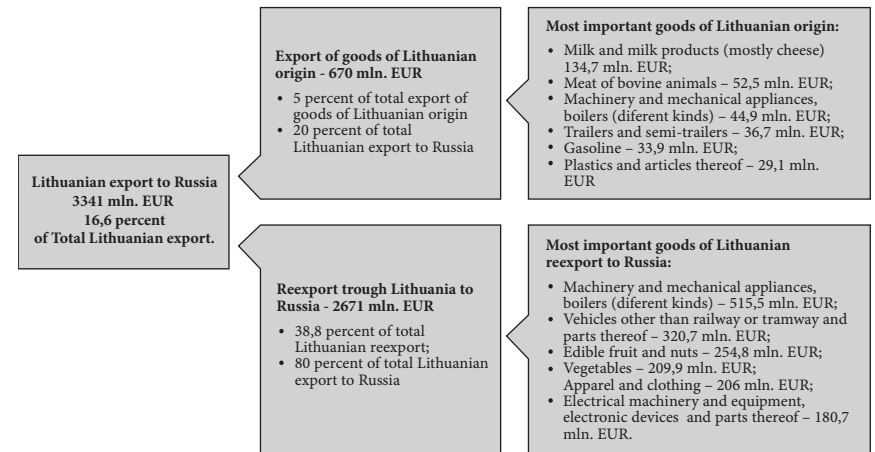 Lithuanian export to Russia
3341 mln. EUR
16,6 percent
of Total Lithuanian export.
Export of goods of Lithuanian
origin - 670 mln. EUR
• 5 percent of total export of
goods of Lithuanian origin
• 20 percent of total
Lithuanian export to Russia
Most important goods of Lithuanian origin:
• Milk and milk products (mostly cheese)
134,7 mln. EUR;
• Meat of bovine animals – 52,5 mln. EUR;
• Machinery and mechanical appliances,
boilers (diferent kinds) – 44,9 mln. EUR;
• Trailers and semi-trailers – 36,7 mln. EUR;
• Gasoline – 33,9 mln. EUR;
• Plastics and articles thereof – 29,1 mln.
EUR
Reexport trough Lithuania to
Russia - 2671 mln. EUR
• 38,8 percent of total
Lithuanian reexport;
• 80 percent of total Lithuanian
export to Russia
Most important goods of Lithuanian
reexport to Russia:
• Machinery and mechanical appliances,
boilers (diferent kinds) – 515,5 mln. EUR;
• Vehicles other than railway or tramway and
parts thereof – 320,7 mln. EUR;
• Edible fruit and nuts – 254,8 mln. EUR;
• Vegetables – 209,9 mln. EUR;
Apparel and clothing – 206 mln. EUR;
• Electrical machinery and equipment,
electronic devices and parts thereof – 180,7
mln. EUR.